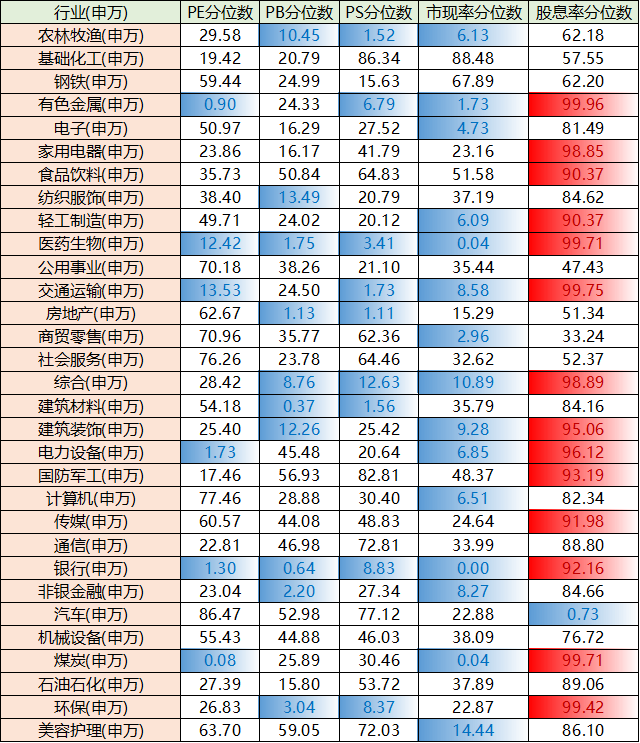 行业(申万) PE分位数 PB分位数 PS分位数 市现率分位数 股息率分位数
农林牧渔(申万) 29.58 10.45 1.52 6.13 62.18
基础化工(申万) 19.42 20.79 86.34 88.48 57.55
钢铁(申万) 59.44 24.99 15.63 67.89 62.20
有色金属(申万) 0.90 24.33 6.79 1.73 99.96
电子(申万) 50.97 16.29 27.52 4.73 81.49
家用电器(申万) 23.86 16.17 41.79 23.16 98.85
食品饮料(申万) 35.73 50.84 64.83 51.58 90.37
纺织服饰(申万) 38.40 13.49 20.79 37.19 84.62
轻工制造(申万) 49.71 24.02 20.12 6.09 90.37
医药生物(申万) 12.42 1.75 3.41 0.04 99.71
公用事业(申万) 70.18 38.26 21.10 35.44 47.43
交通运输(申万) 13.53 24.50 1.73 8.58 99.75
房地产(申万) 62.67 1.13 1.11 15.29 51.34
商贸零售(申万) 70.96 35.77 62.36 2.96 33.24
社会服务(申万) 76.26 23.78 64.46 32.62 52.37
综合(申万) 28.42 8.76 12.63 10.89 98.89
建筑材料(申万) 54.18 0.37 1.56 35.79 84.16
建筑装饰(申万) 25.40 12.26 25.42 9.28 95.06
电力设备(申万) 1.73 45.48 20.64 6.85 96.12
国防军工(申万) 17.46 56.93 82.81 48.37 93.19
计算机(申万) 77.46 28.88 30.40 6.51 82.34
传媒(申万) 60.57 44.08 48.83 24.64 91.98
通信(申万) 22.81 46.98 72.81 33.99 88.80
银行(申万) 1.30 0.64 8.83 0.00 92.16
非银金融(申万) 23.04 2.20 27.34 8.27 84.66
汽车(申万) 86.47 52.98 77.12 22.88 0.73
机械设备(申万) 55.43 44.88 46.03 38.09 76.72
煤炭(申万) 0.08 25.89 30.46 0.04 99.71
石油石化(申万) 27.39 15.80 53.72 37.89 89.06
环保(申万) 26.83 3.04 8.37 22.87 99.42
美容护理(申万) 63.70 59.05 72.03 14.44 86.10